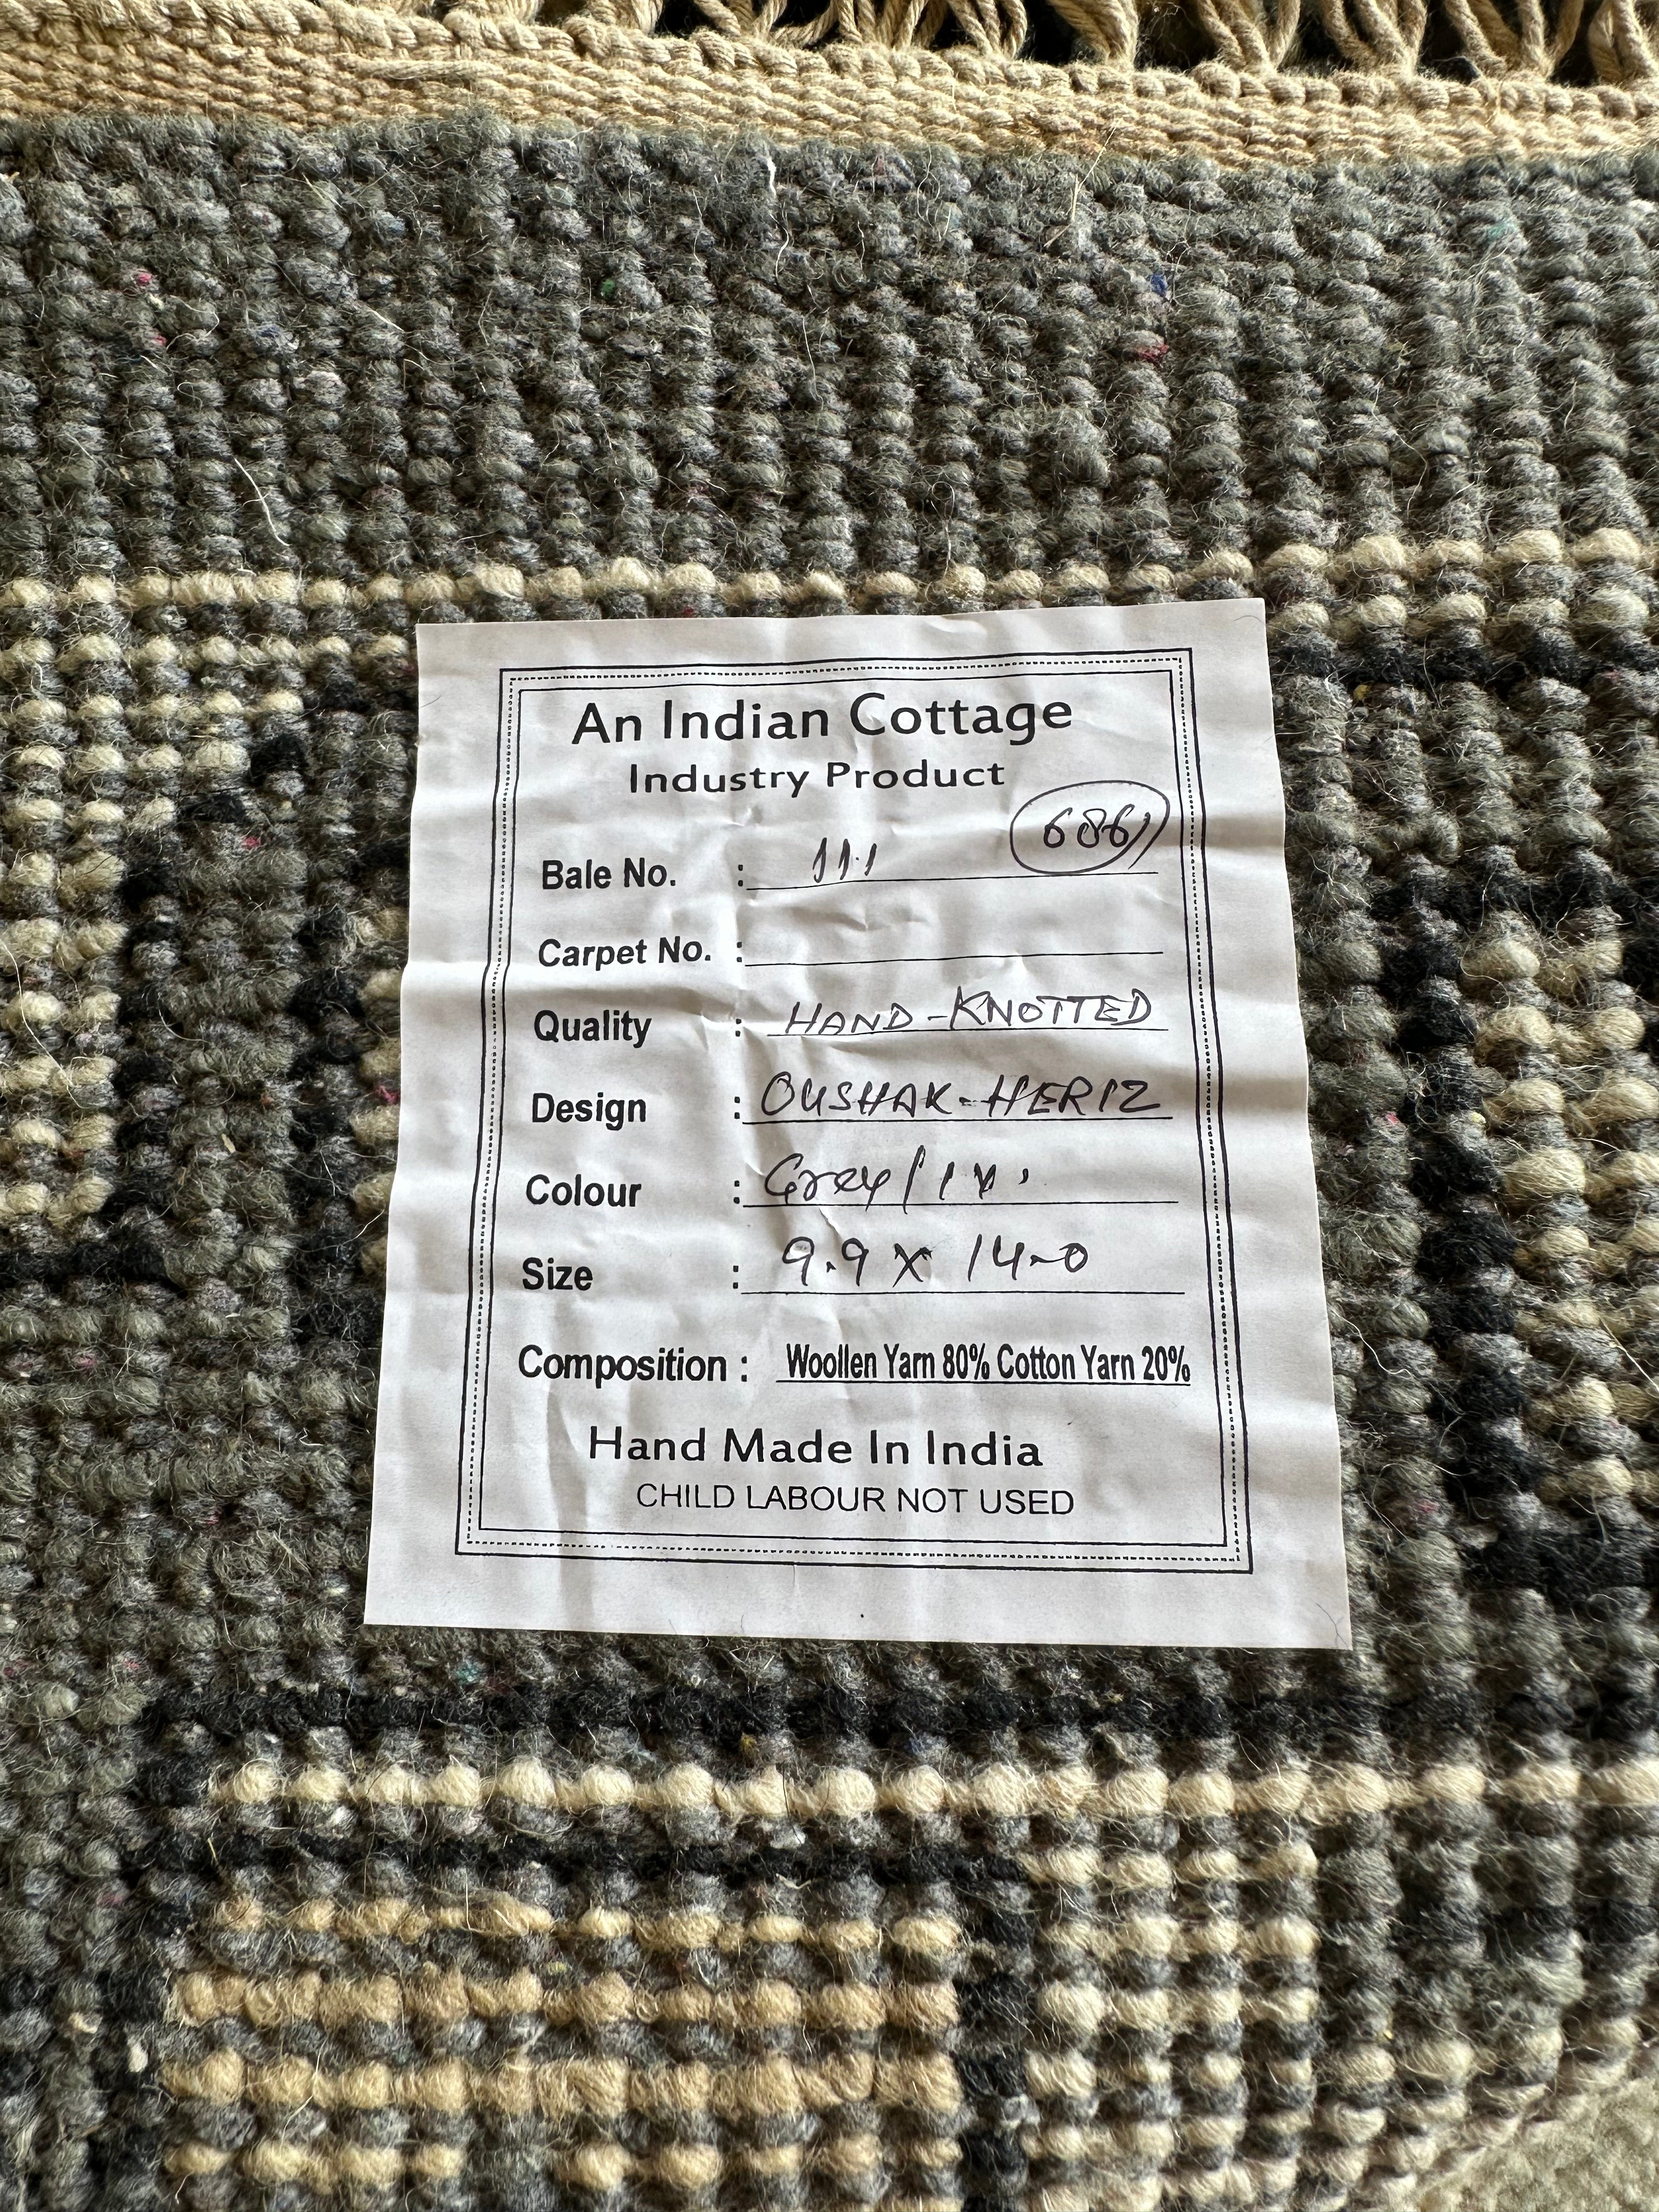 An Indian Cottage
Industry Product
6861
Bale No. : 111
Carpet No. :
Quality : HAND-KNOTTED
Design : OUSHAK-HERIZ
Colour : Grey/
Size : 9.9 X 14-0
Composition : Woollen Yarn 80% Cotton Yarn 20%
Hand Made In India
CHILD LABOUR NOT USED